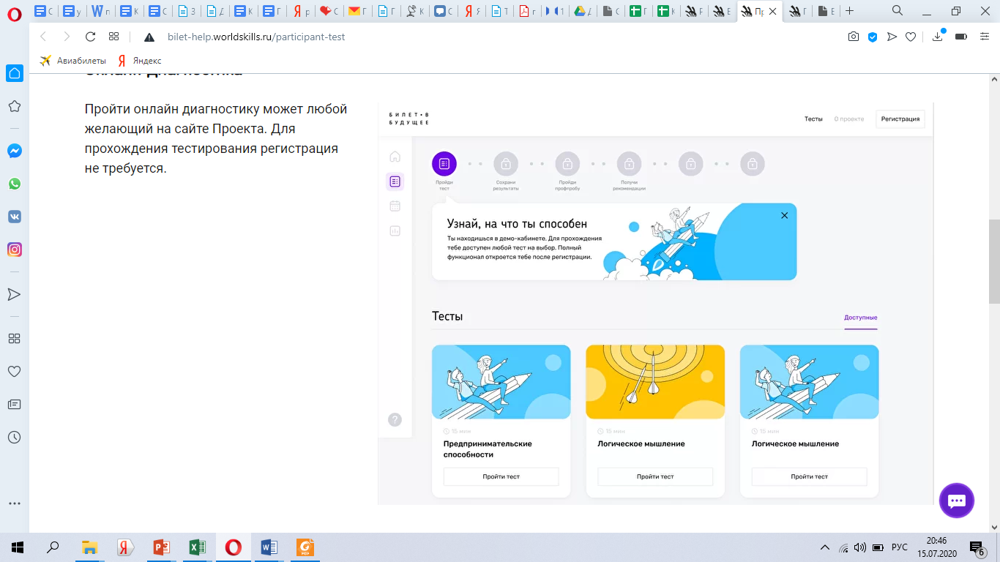 С
С
у
п
К
С
З
Д
К
С
П
р
С
П
П
К
С
Я
Т
г
Т
Д
С
Г
К
Р
Е
Пр
Г
Е
bilet-help.worldskills.ru/participant-test
Авиабилеты
Яндекс
Онлайн-диагностика
Пройти онлайн диагностику может любой
желающий на сайте Проекта. Для
прохождения тестирования регистрация
не требуется.
БИЛЕТ•В
БУДУЩЕЕ
Тесты
О проекте
Регистрация
Пройди
тест
Сохрани
результаты
Пройди
профпробу
Получи
рекомендации
Узнай, на что ты способен
Ты находишься в демо-кабинете. Для прохождения
тебе доступен любой тест на выбор. Полный
функционал откроется тебе после регистрации.
Тесты
Доступные
15 мин
Предпринимательские
способности
Пройти тест
15 мин
Логическое мышление
Пройти тест
15 мин
Логическое мышление
Пройти тест
?
РУС
20:46
15.07.2020
6